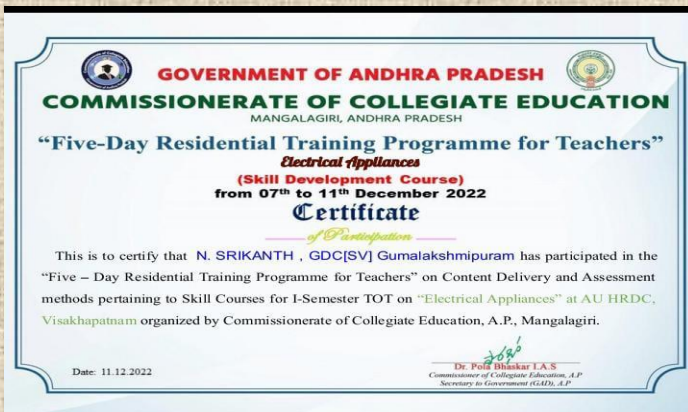 GOVERNMENT OF ANDHRA PRADESH
COMMISSIONERATE OF COLLEGIATE EDUCATION
MANGALAGIRI, ANDHRA PRADESH
“Five-Day Residential Training Programme for Teachers”
Electrical Appliances
(Skill Development Course)
from 07th to 11th December 2022
Certificate
of Participation
This is to certify that N. SRIKANTH , GDC[SV] Gumalakshmipuram has participated in the
“Five – Day Residential Training Programme for Teachers” on Content Delivery and Assessment
methods pertaining to Skill Courses for I-Semester TOT on “Electrical Appliances” at AU HRDC,
Visakhapatnam organized by Commissionerate of Collegiate Education, A.P., Mangalagiri.
Date: 11.12.2022
Dr. Pola Bhaskar I.A.S
Commissioner of Collegiate Education, A.P
Secretary to Government (GAD), A.P